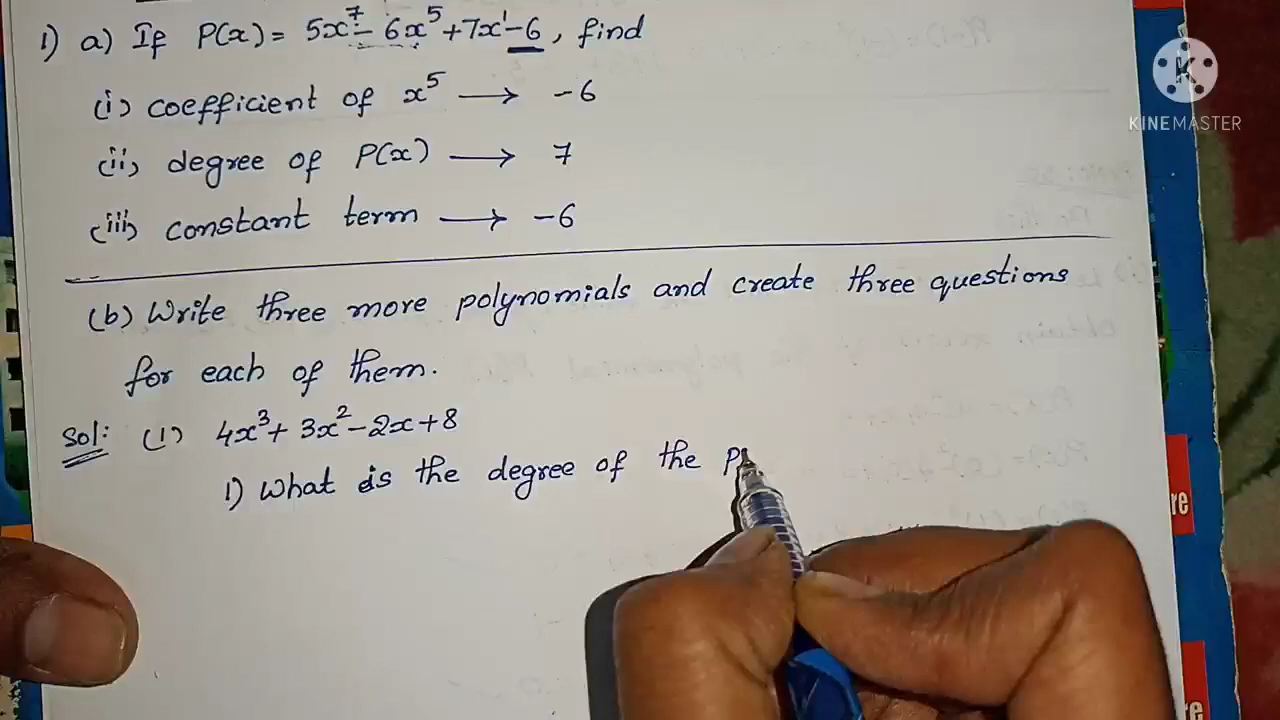 1) a) If P(x) = 5x⁷ - 6x⁵ + 7x¹ - 6, find
(i) coefficient of x⁵ → -6
(ii) degree of P(x) → 7
(iii) constant term → -6
(b) Write three more polynomials and create three questions
for each of them.
Sol: (1) 4x³ + 3x² - 2x + 8
1) What is the degree of the P
K
KINEMASTER
re
re